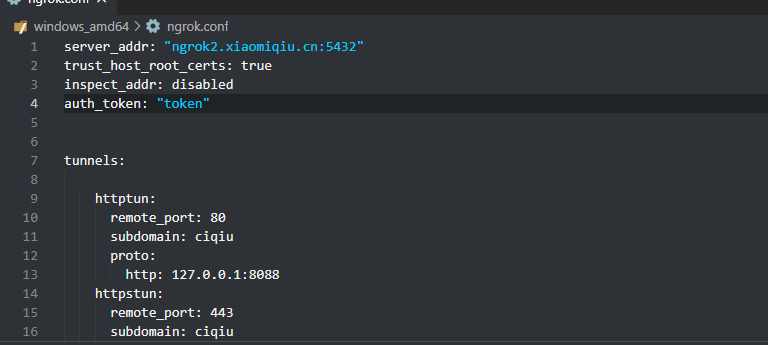 ngrok.conf
windows_amd64 > ngrok.conf
1 server_addr: "ngrok2.xiaomiqiu.cn:5432"
2 trust_host_root_certs: true
3 inspect_addr: disabled
4 auth_token: "token"
5
6
7 tunnels:
8
9 httptun:
10 remote_port: 80
11 subdomain: ciqiu
12 proto:
13 http: 127.0.0.1:8088
14 httpstun:
15 remote_port: 443
16 subdomain: ciqiu